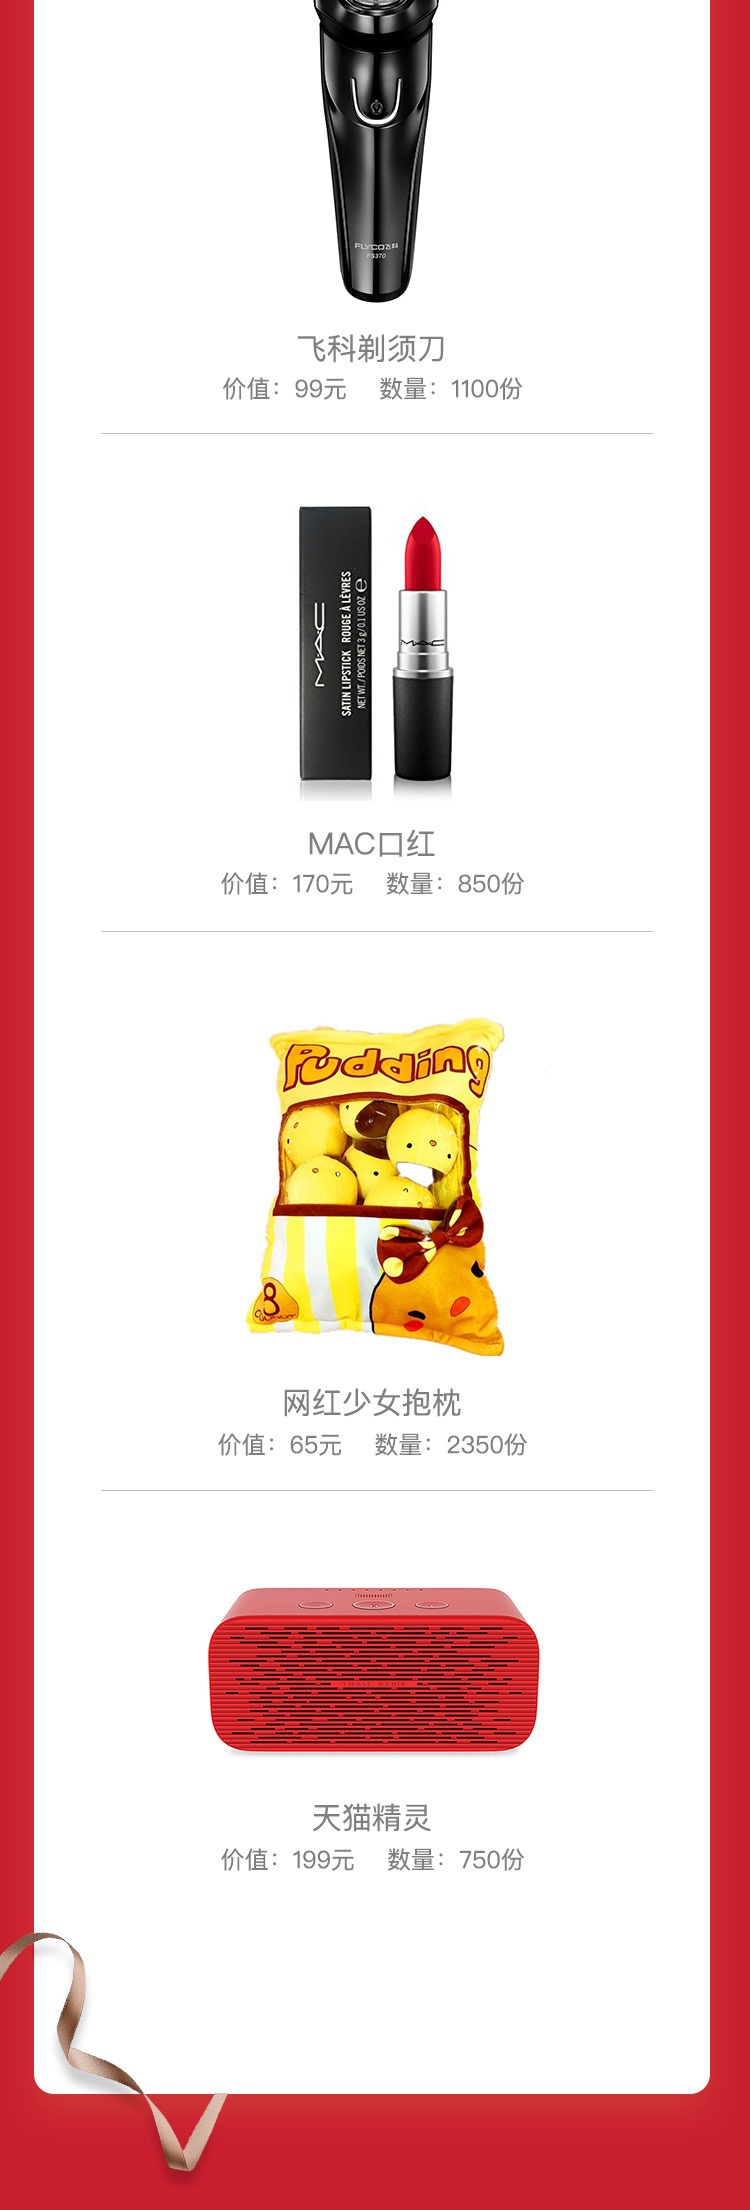 FLYCO飞科
FS370
飞科剃须刀
价值：99元 数量：1100份
MAC
SATIN LIPSTICK ROUGE À LÈVRES
NET WT./POIDS NET 3 g/0.1 US OZ e
MAC
MAC口红
价值：170元 数量：850份
Pudding
8
网红少女抱枕
价值：65元 数量：2350份
TMALL GENIE
天猫精灵
价值：199元 数量：750份